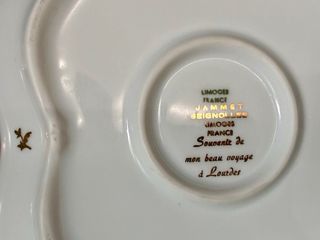 LIMOGES
FRANCE
JAMMET
SEIGNOLLES
LIMOGES
FRANCE
Souvenir de
mon beau voyage
à Lourdes